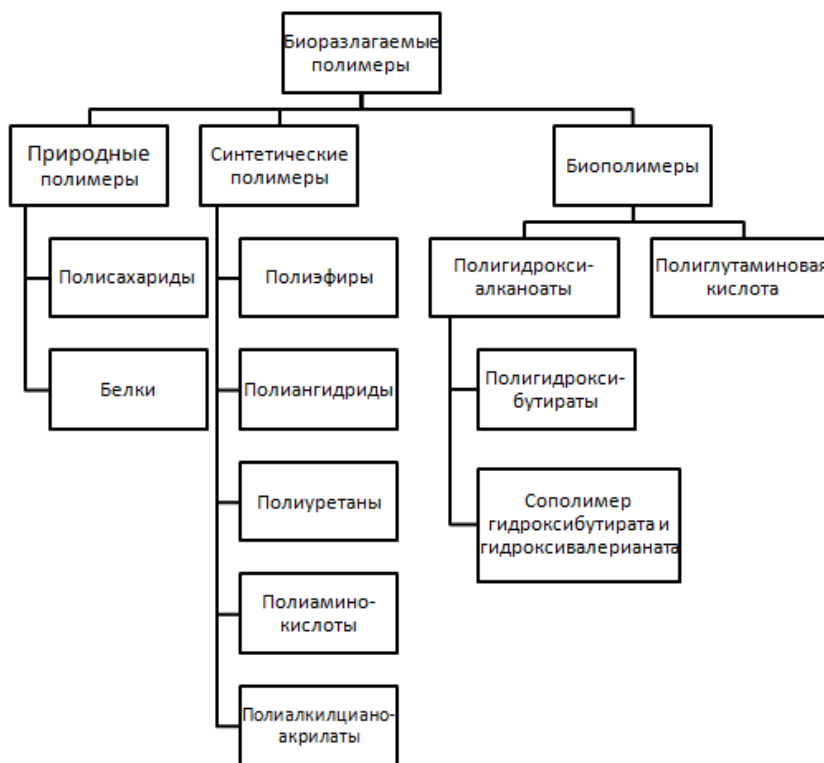 Биоразлагаемые
полимеры
Природные
полимеры
Синтетические
полимеры
Биополимеры
Полисахариды
Белки
Полиэфиры
Полиангидриды
Полиуретаны
Полиамино-
кислоты
Полиалкилциано-
акрилаты
Полигидрокси-
алканоаты
Полиглутаминовая
кислота
Полигидрокси-
бутираты
Сополимер
гидроксибутирата и
гидроксивалерианата